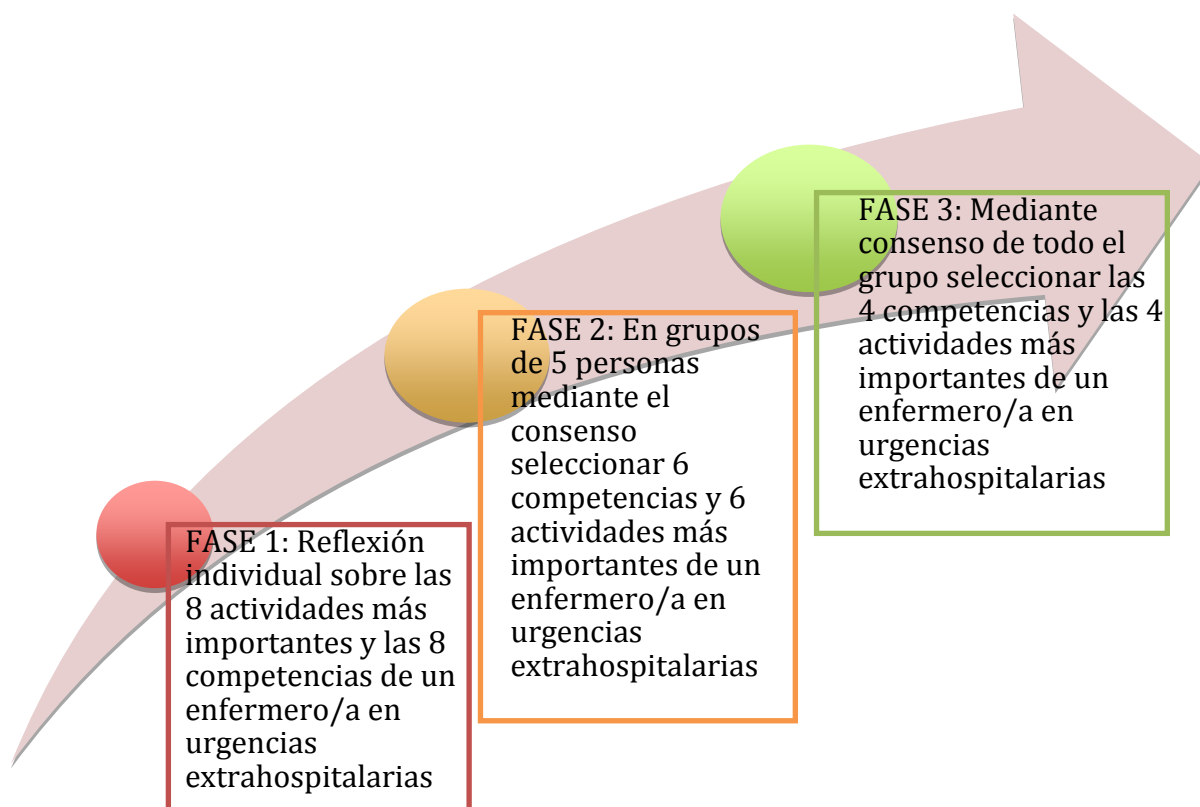 FASE 1: Reflexión
individual sobre las
8 actividades más
importantes y las 8
competencias de un
enfermero/a en
urgencias
extrahospitalarias
FASE 2: En grupos
de 5 personas
mediante el
consenso
seleccionar 6
competencias y 6
actividades más
importantes de un
enfermero/a en
urgencias
extrahospitalarias
FASE 3: Mediante
consenso de todo el
grupo seleccionar las
4 competencias y las 4
actividades más
importantes de un
enfermero/a en
urgencias
extrahospitalarias